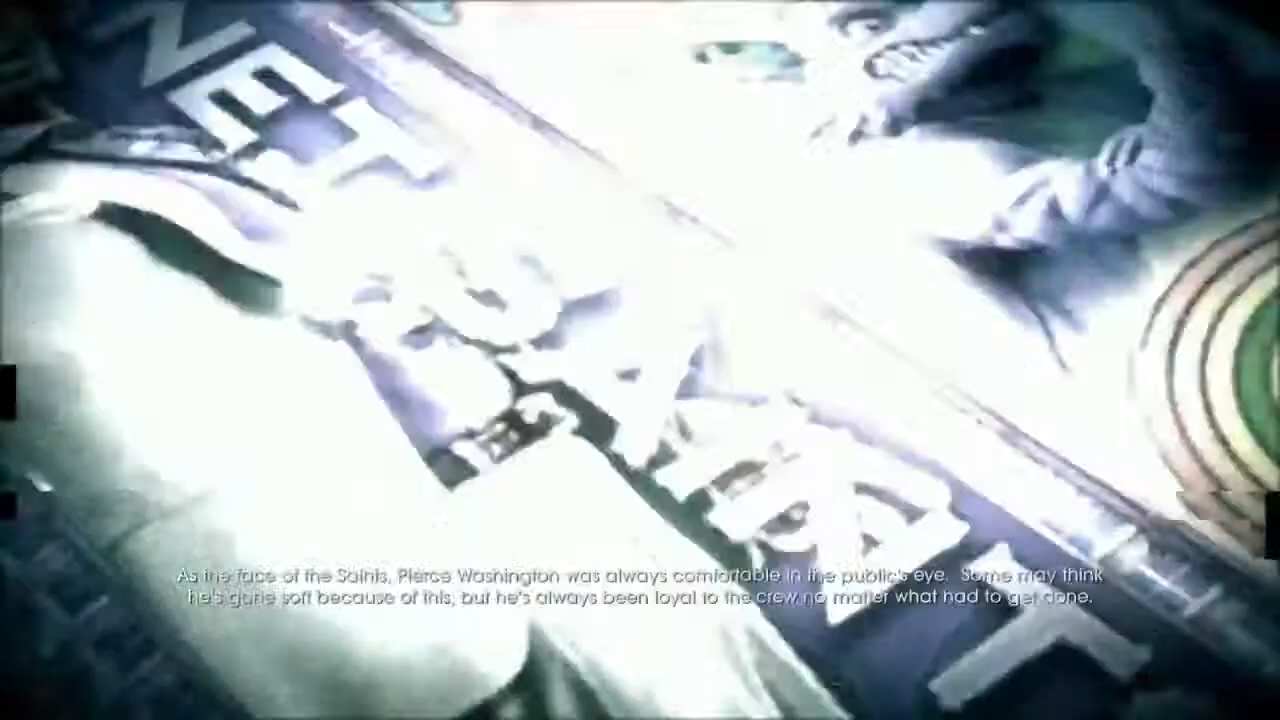 NET
As the face of the Saints, Pierce Washington was always comfortable in the public's eye. Some may think
he's gone soft because of this, but he's always been loyal to the crew no matter what had to get done.